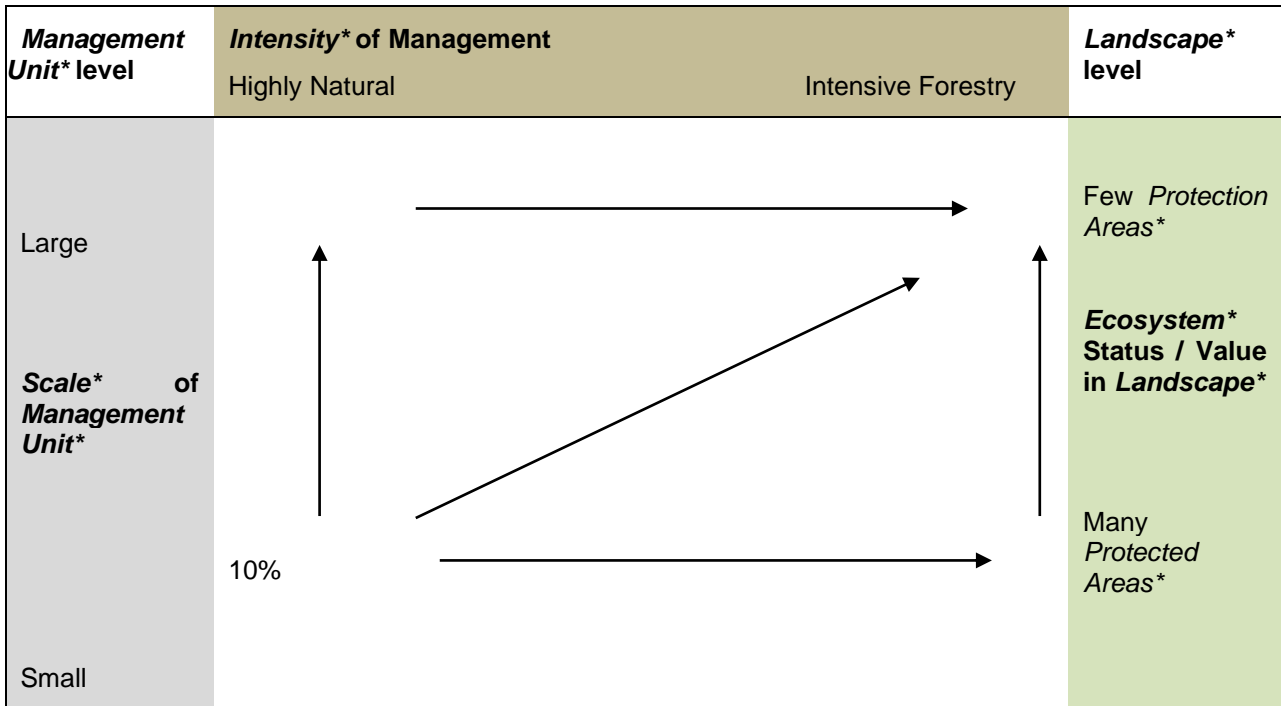 Management
Unit* level
Intensity* of Management
Highly Natural
Intensive Forestry
Landscape*
level
Large
Scale* of
Management
Unit*
Small
10%
Few Protection
Areas*
Ecosystem*
Status / Value
in Landscape*
Many
Protected
Areas*